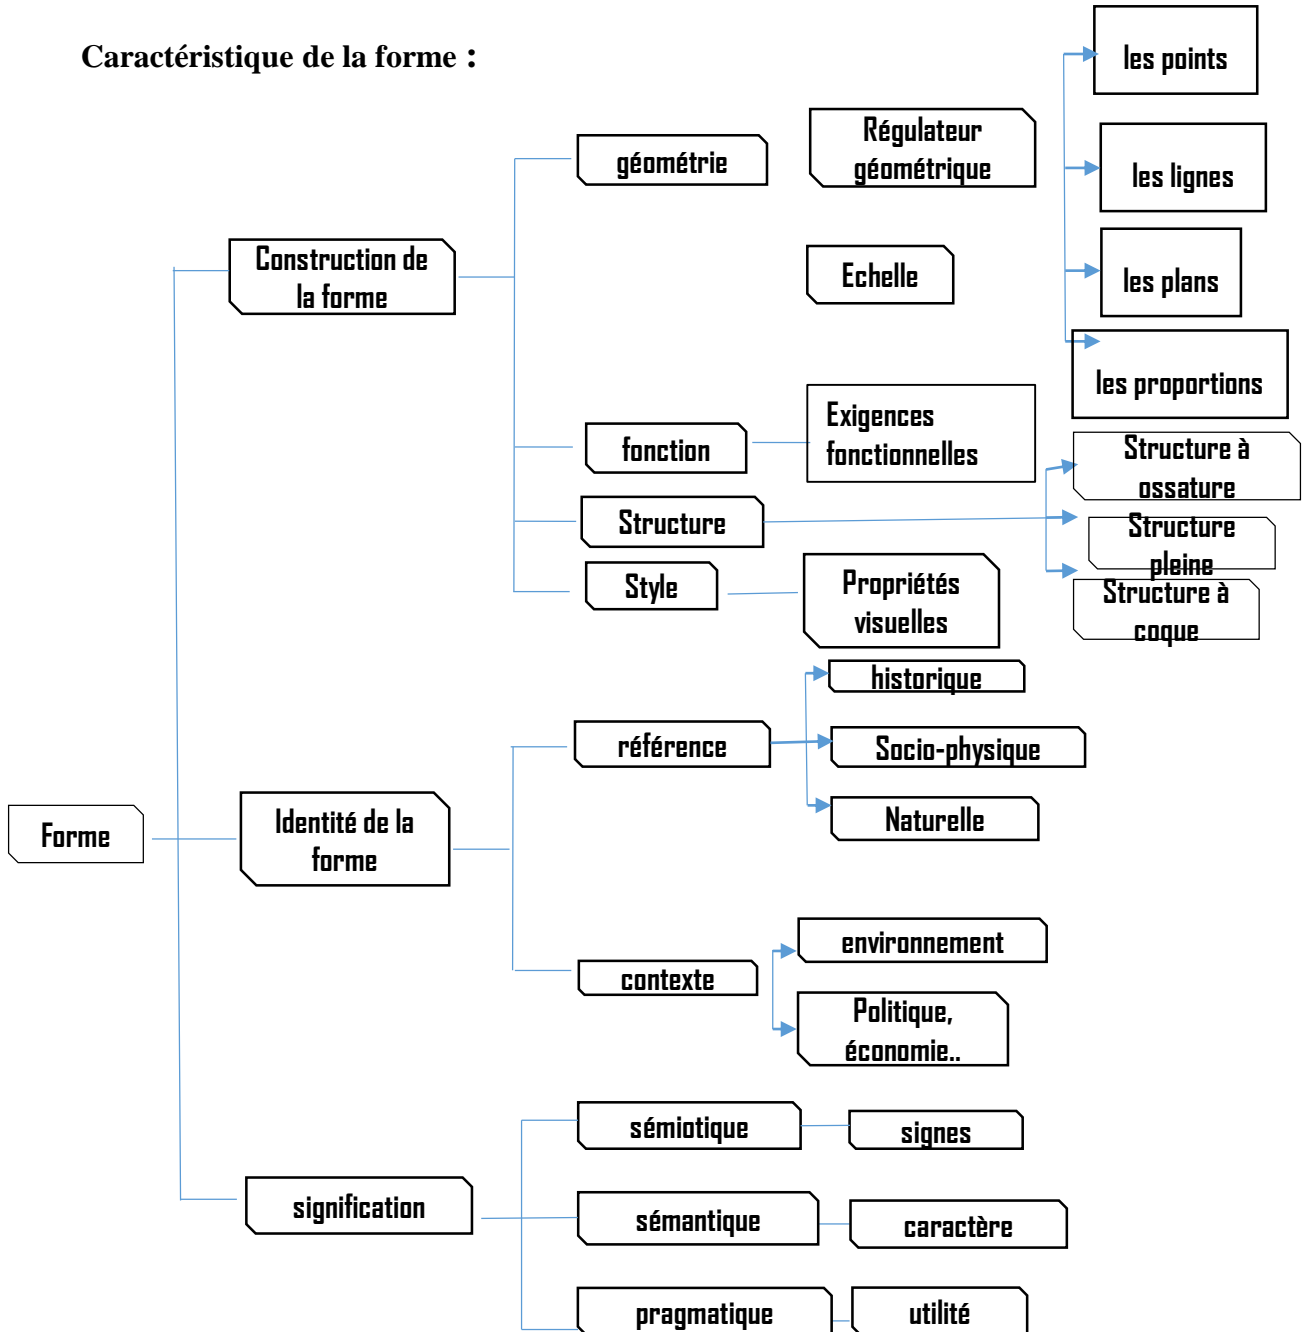 Caractéristique de la forme :
les points
géométrie
Régulateur
géométrique
les lignes
Construction de
la forme
Echelle
les plans
les proportions
fonction
Exigences
fonctionnelles
Structure à
ossature
Structure
Structure
pleine
Style
Propriétés
visuelles
Structure à
coque
historique
référence
Socio-physique
Forme
Identité de la
forme
Naturelle
environnement
contexte
Politique,
économie..
sémiotique
signes
signification
sémantique
caractère
pragmatique
utilité